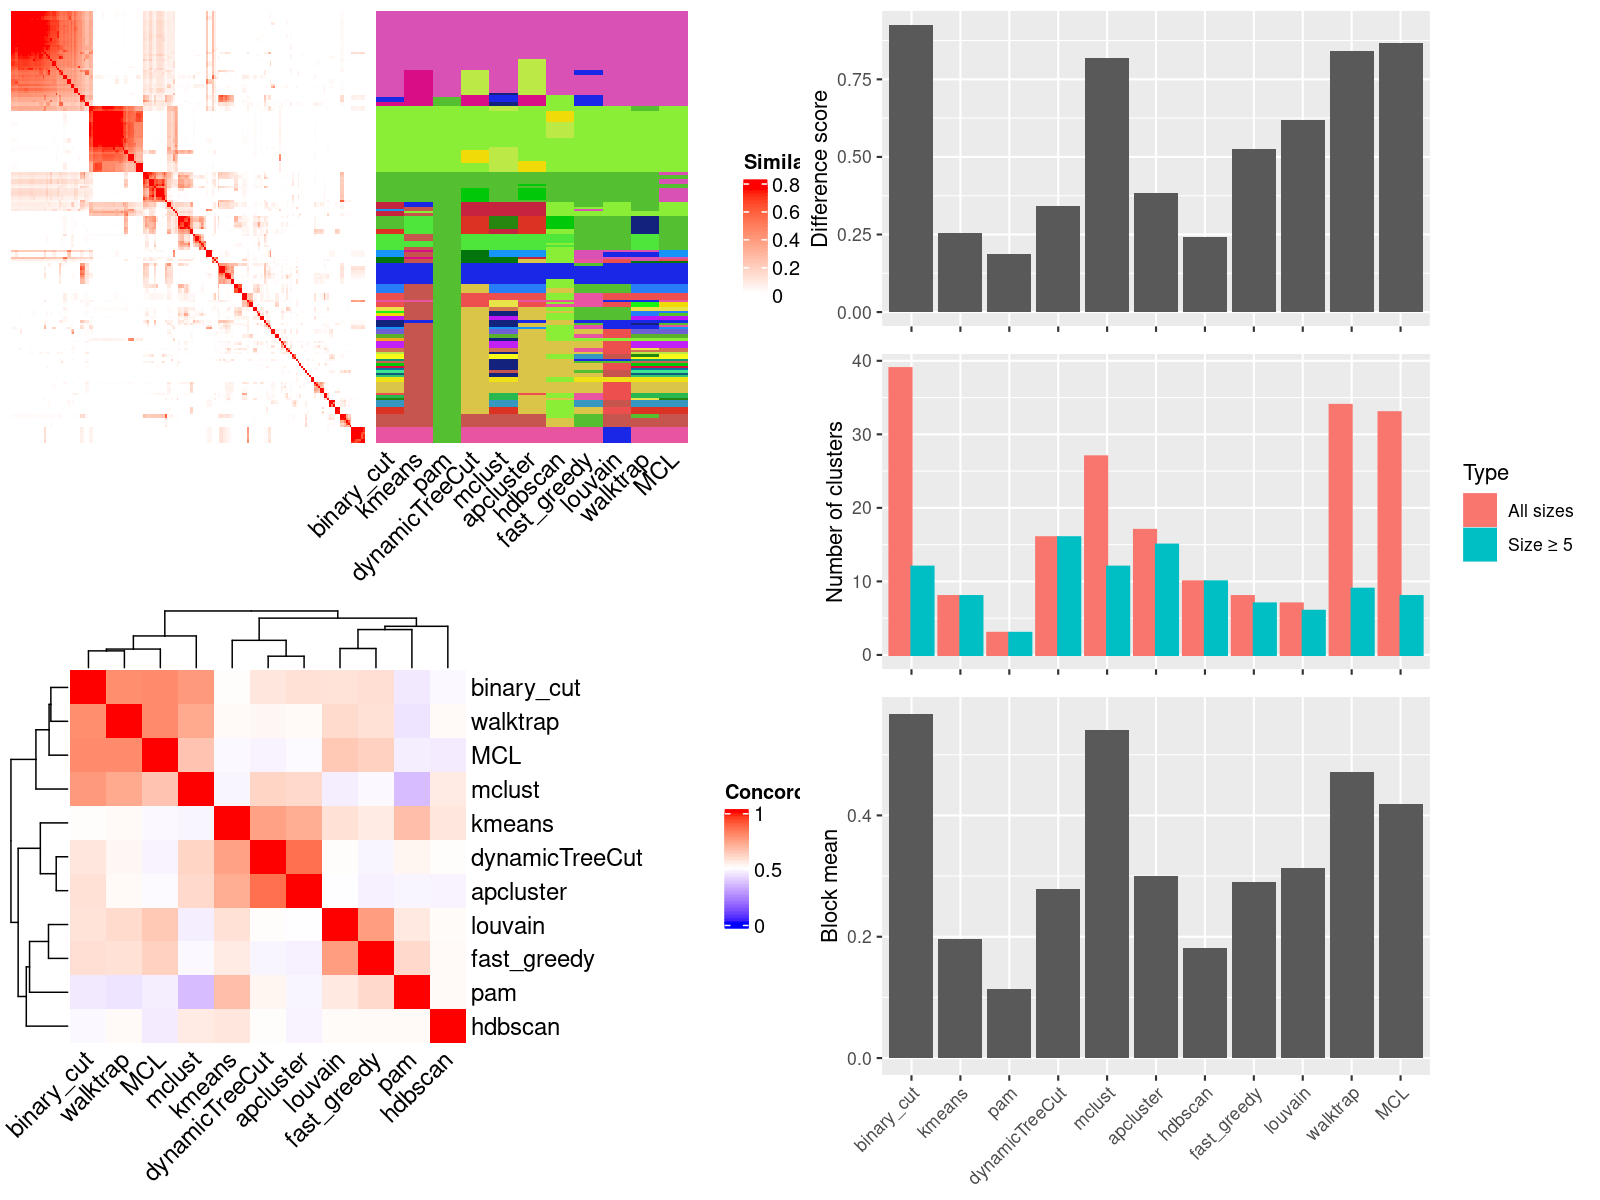 Simila
0.8
0.6
0.4
0.2
0
binary_cut
kmeans
pam
dynamicTreeCut
mclust
apcluster
hdbscan
fast_greedy
louvain
walktrap
MCL
Difference score
0.75
0.50
0.25
0.00
Number of clusters
40
30
20
10
0
Type
All sizes
Size ≥ 5
binary_cut
walktrap
MCL
mclust
kmeans
dynamicTreeCut
apcluster
louvain
fast_greedy
pam
hdbscan
binary_cut
walktrap
MCL
mclust
kmeans
dynamicTreeCut
apcluster
louvain
fast_greedy
pam
hdbscan
Concord
1
0.5
0
Block mean
0.4
0.2
0.0
binary_cut
kmeans
pam
dynamicTreeCut
mclust
apcluster
hdbscan
fast_greedy
louvain
walktrap
MCL